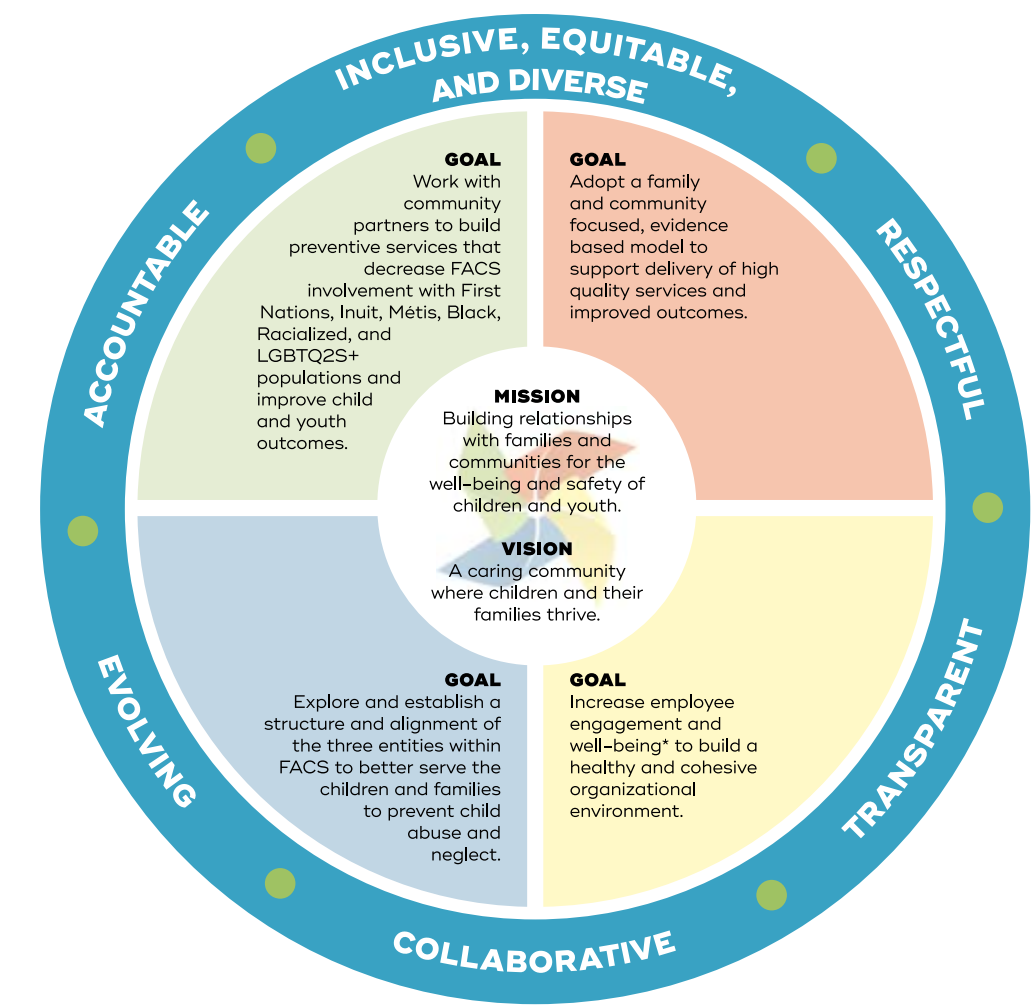 INCLUSIVE, EQUITABLE,
AND DIVERSE
RESPECTFUL
TRANSPARENT
COLLABORATIVE
EVOLVING
ACCOUNTABLE
GOAL
Work with
community
partners to build
preventive services that
decrease FACS
involvement with First
Nations, Inuit, Métis, Black,
Racialized, and
LGBTQ2S+
populations and
improve child
and youth
outcomes.
GOAL
Adopt a family
and community
focused, evidence
based model to
support delivery of high
quality services and
improved outcomes.
MISSION
Building relationships
with families and
communities for the
well-being and safety of
children and youth.
VISION
A caring community
where children and their
families thrive.
GOAL
Explore and establish a
structure and alignment of
the three entities within
FACS to better serve the
children and families
to prevent child
abuse and
neglect.
GOAL
Increase employee
engagement and
well-being* to build a
healthy and cohesive
organizational
environment.